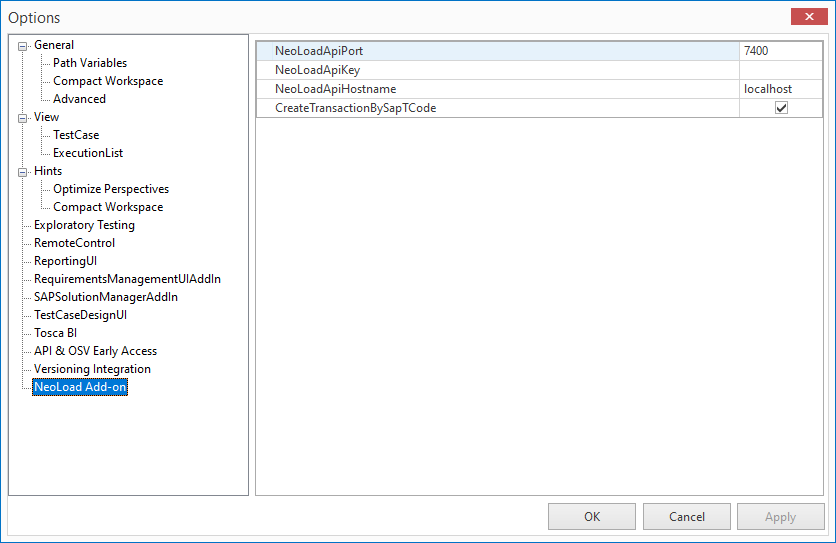 Options
General
Path Variables
Compact Workspace
Advanced
View
TestCase
ExecutionList
Hints
Optimize Perspectives
Compact Workspace
Exploratory Testing
RemoteControl
ReportingUI
RequirementsManagementUIAddIn
SAPSolutionManagerAddIn
TestCaseDesignUI
Tosca BI
API & OSV Early Access
Versioning Integration
NeoLoad Add-on
NeoLoadApiPort 7400
NeoLoadApiKey
NeoLoadApiHostname localhost
CreateTransactionBySapTCode
OK Cancel Apply